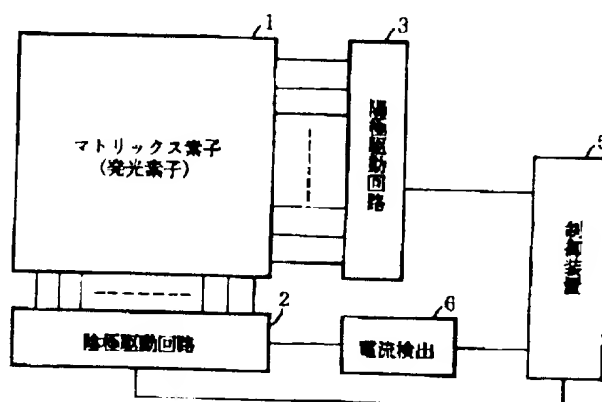 1
3
マトリックス素子
(発光素子)
陽極駆動回路
5
制御装置
2
陰極駆動回路
6
電流検出